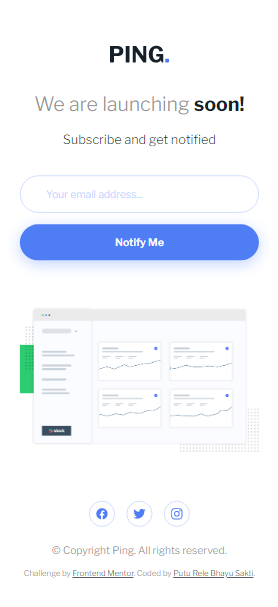 PING.
We are launching soon!
Subscribe and get notified
Your email address...
Notify Me
© Copyright Ping. All rights reserved.
Challenge by Frontend Mentor. Coded by Putu Rele Bhayu Sakti.